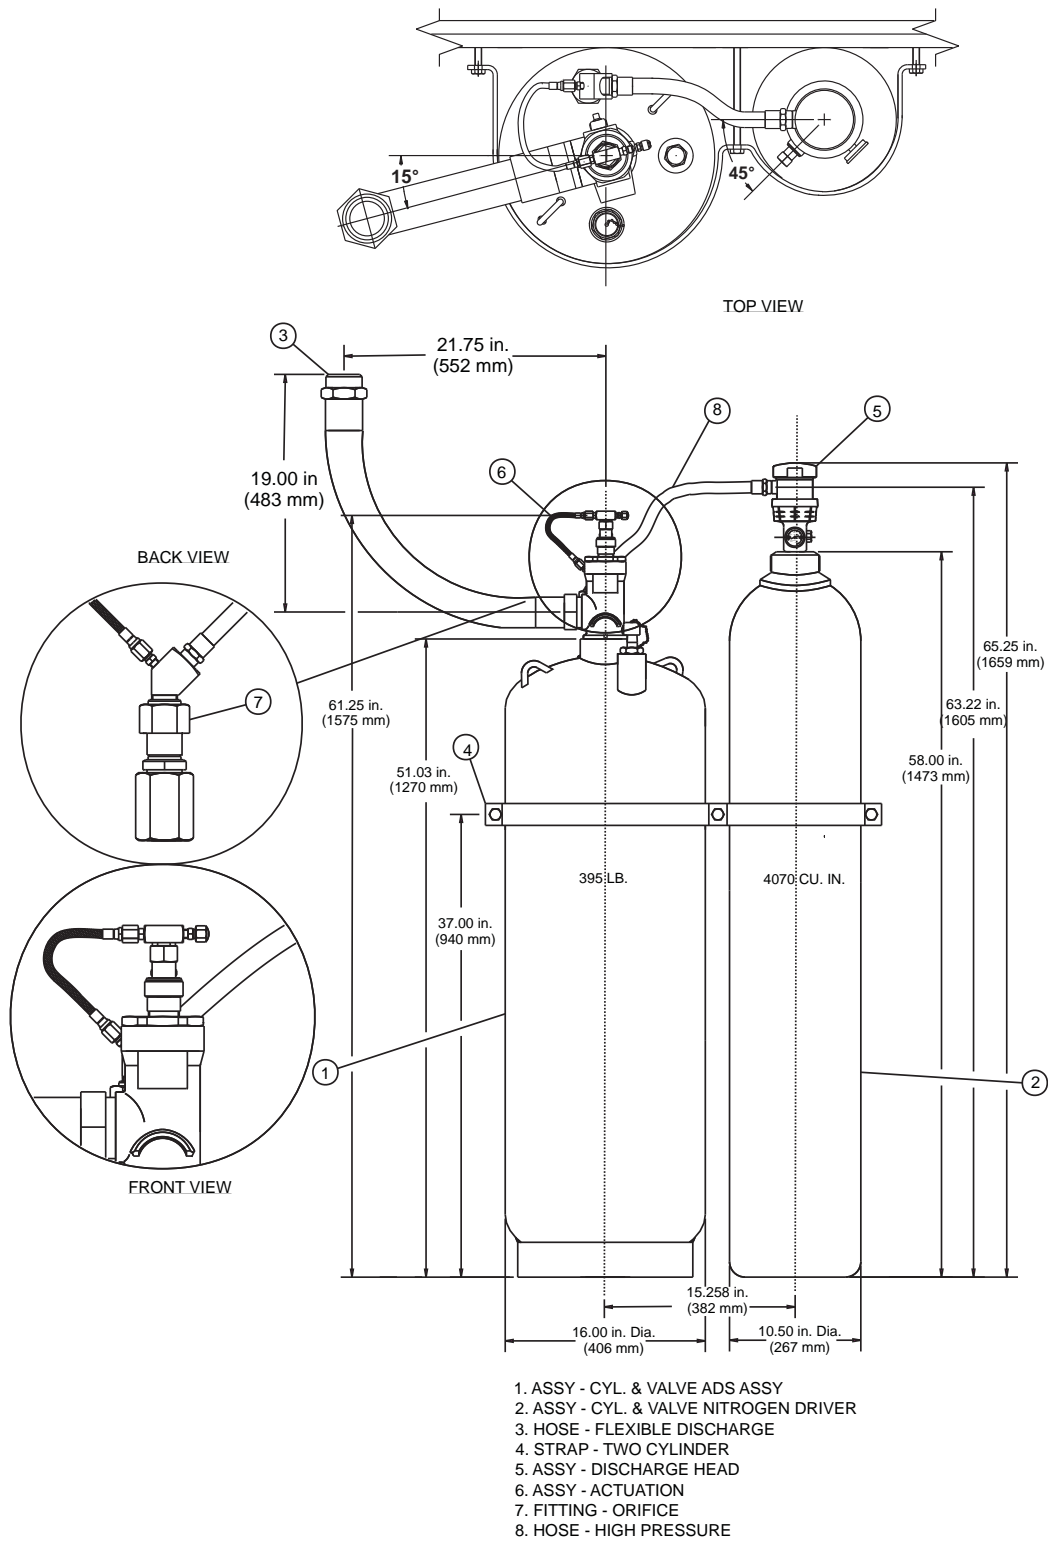 15°
45°
TOP VIEW
3
21.75 in.
(552 mm)
8
5
19.00 in
(483 mm)
6
BACK VIEW
65.25 in.
(1659 mm)
7
61.25 in.
(1575 mm)
63.22 in.
(1605 mm)
4
51.03 in.
(1270 mm)
58.00 in.
(1473 mm)
395 LB.
4070 CU. IN.
37.00 in.
(940 mm)
1
2
FRONT VIEW
15.258 in.
(382 mm)
16.00 in. Dia.
(406 mm)
10.50 in. Dia.
(267 mm)
1. ASSY - CYL. & VALVE ADS ASSY
2. ASSY - CYL. & VALVE NITROGEN DRIVER
3. HOSE - FLEXIBLE DISCHARGE
4. STRAP - TWO CYLINDER
5. ASSY - DISCHARGE HEAD
6. ASSY - ACTUATION
7. FITTING - ORIFICE
8. HOSE - HIGH PRESSURE